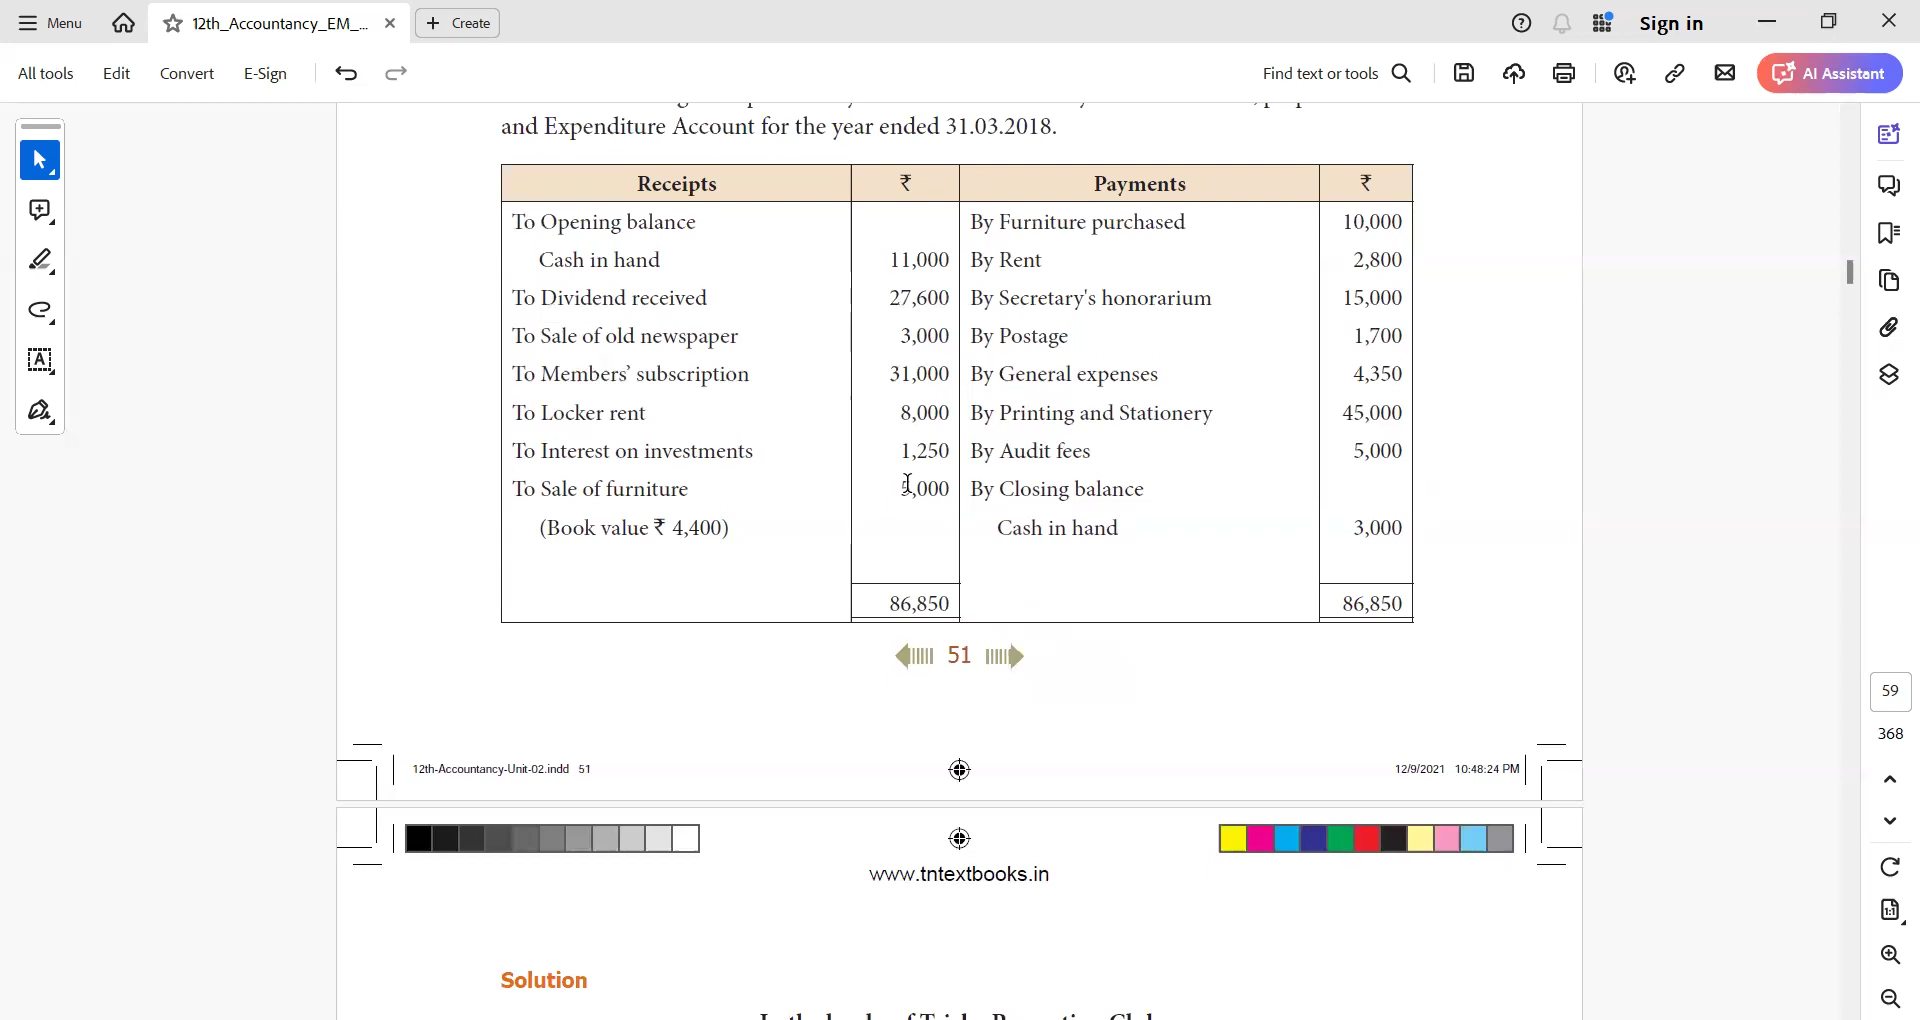 Menu
12th_Accountancy_EM_...
Create
Sign in
All tools
Edit
Convert
E-Sign
Find text or tools
AI Assistant
and Expenditure Account for the year ended 31.03.2018.
Receipts ₹ Payments ₹
To Opening balance By Furniture purchased 10,000
Cash in hand 11,000 By Rent 2,800
To Dividend received 27,600 By Secretary's honorarium 15,000
To Sale of old newspaper 3,000 By Postage 1,700
To Members' subscription 31,000 By General expenses 4,350
To Locker rent 8,000 By Printing and Stationery 45,000
To Interest on investments 1,250 By Audit fees 5,000
To Sale of furniture 5,000 By Closing balance
(Book value ₹ 4,400) Cash in hand 3,000
86,850 86,850
51
59
368
12th-Accountancy-Unit-02.indd 51
12/9/2021 10:48:24 PM
www.tntextbooks.in
Solution